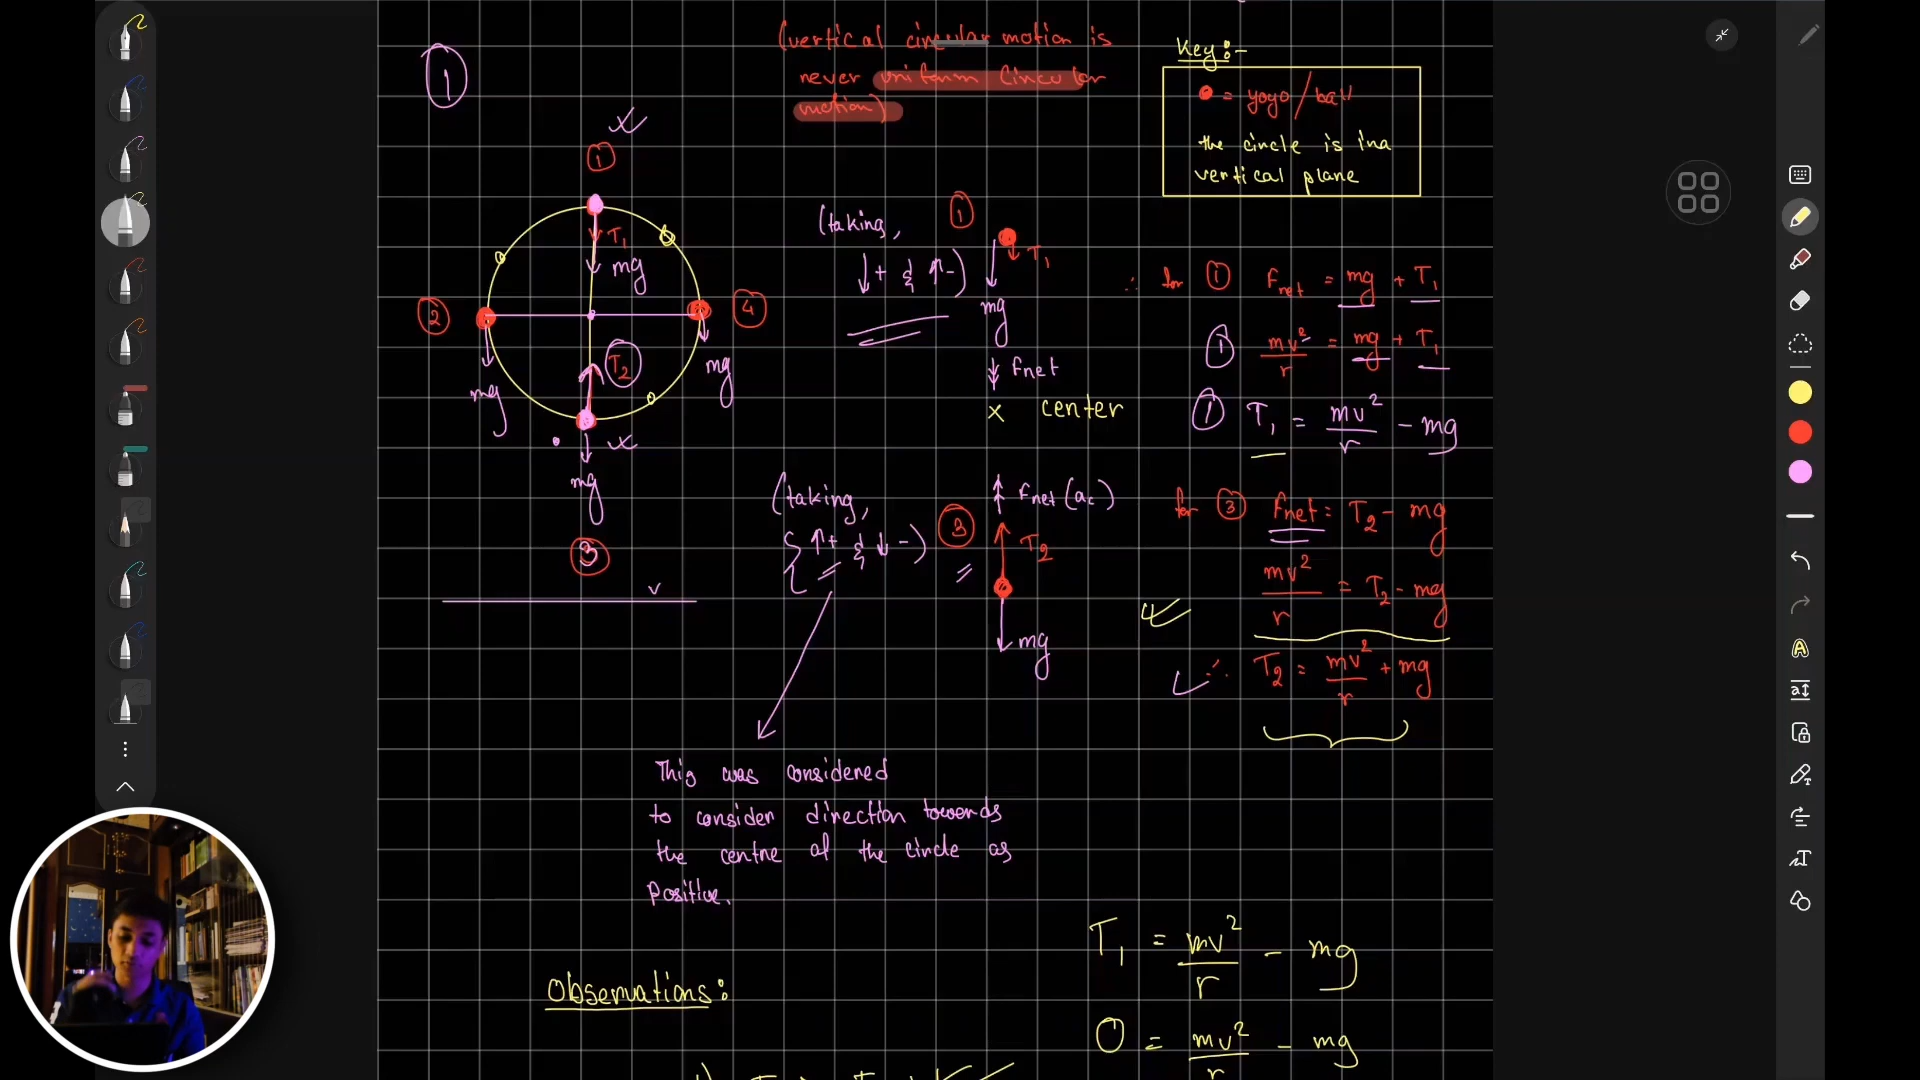 (vertical circular motion is
never uniform circular
motion)
Key:-
= yoyo/ball
the circle is in a
vertical plane
①
①
T₁
mg
②
④
T₂
mg
mg
mg
③
v
(taking,
↓+ & ↑-)
①
T₁
mg
Fnet
x center
∴ for ① Fnet = mg + T₁
① mv²/r = mg + T₁
① T₁ = mv²/r - mg
(taking,
↑+ & ↓-)
③
Fnet (ac)
T₂
mg
for ③ Fnet = T₂ - mg
mv²/r = T₂ - mg
∴ T₂ = mv²/r + mg
This was considered
to consider direction towards
the centre of the circle as
positive.
Observations:
T₁ = mv²/r - mg
0 = mv²/r - mg